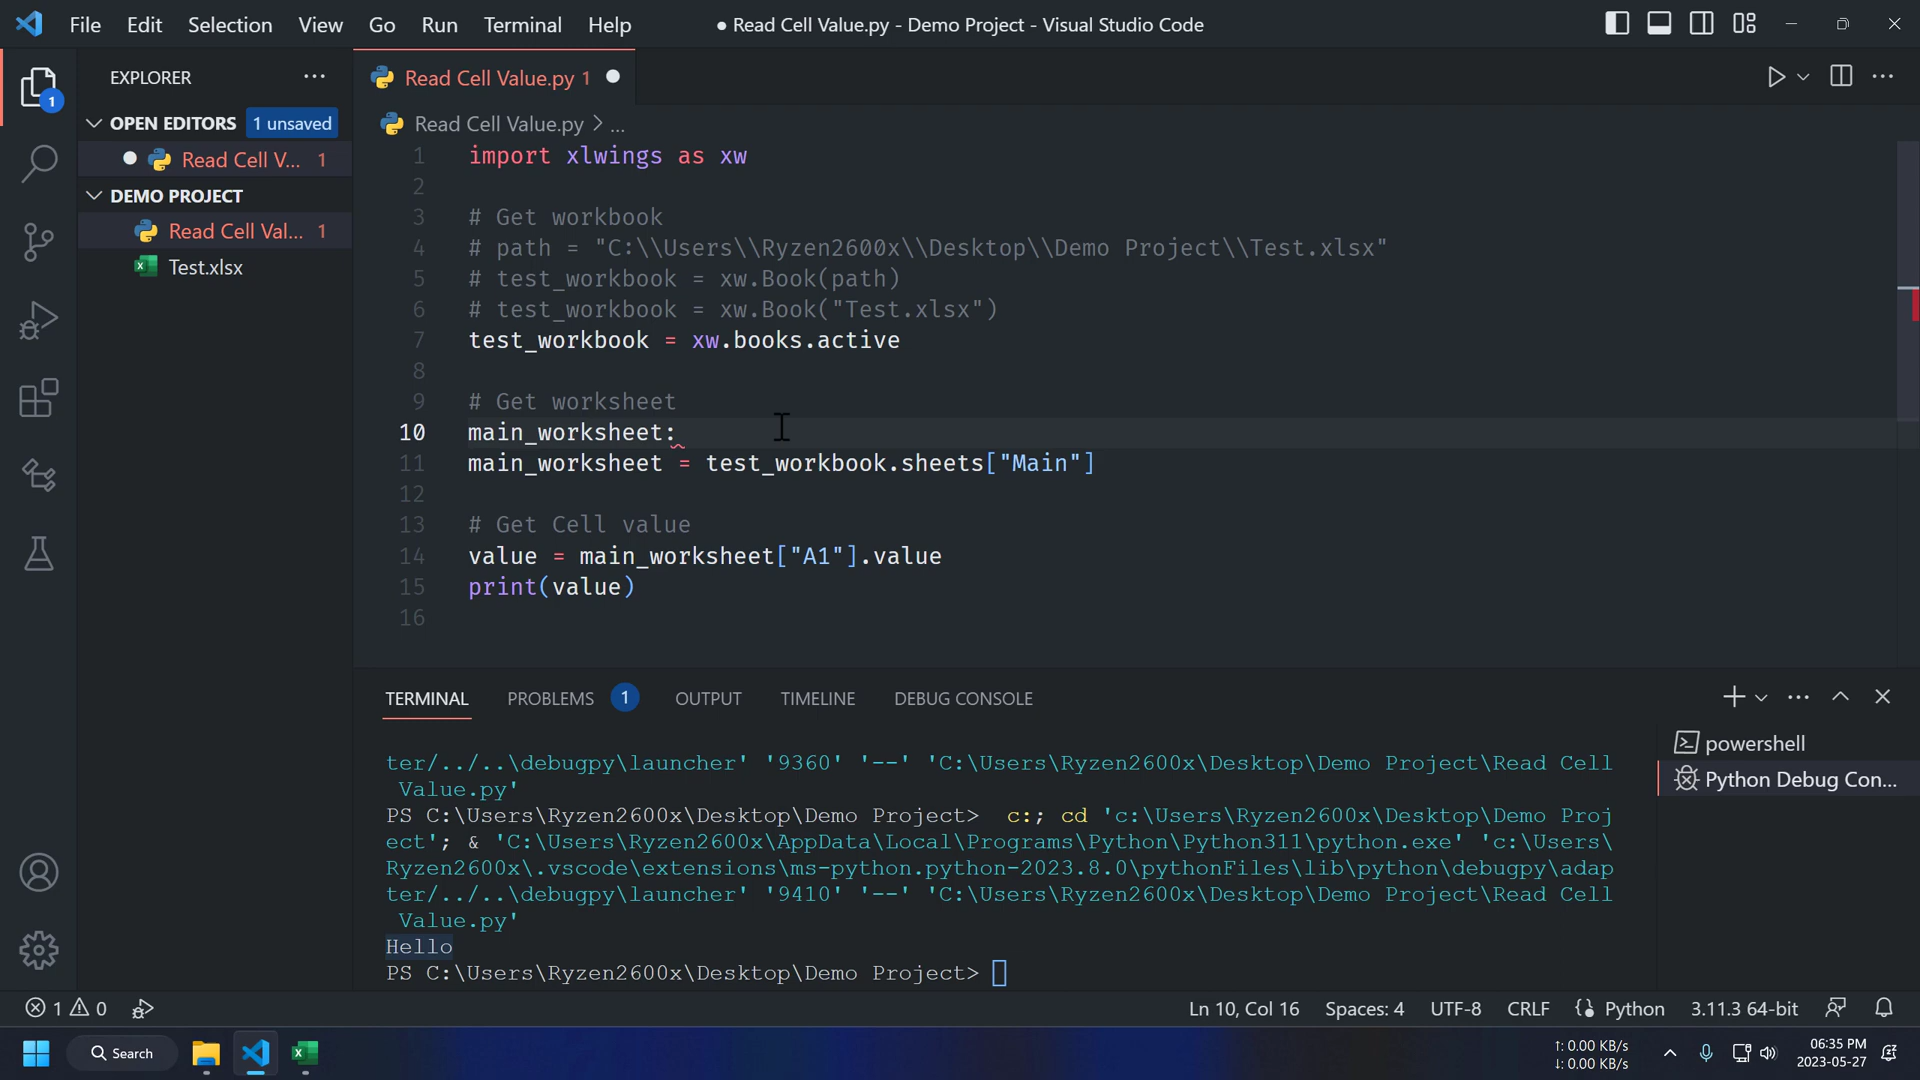 File Edit Selection View Go Run Terminal Help ● Read Cell Value.py - Demo Project - Visual Studio Code
EXPLORER ···
Read Cell Value.py 1
OPEN EDITORS 1 unsaved
Read Cell V... 1
DEMO PROJECT
Read Cell Val... 1
Test.xlsx
1
Read Cell Value.py > ...
1 import xlwings as xw
2
3 # Get workbook
4 # path = "C:\\Users\\Ryzen2600x\\Desktop\\Demo Project\\Test.xlsx"
5 # test_workbook = xw.Book(path)
6 # test_workbook = xw.Book("Test.xlsx")
7 test_workbook = xw.books.active
8
9 # Get worksheet
10 main_worksheet:
11 main_worksheet = test_workbook.sheets["Main"]
12
13 # Get Cell value
14 value = main_worksheet["A1"].value
15 print(value)
16
TERMINAL PROBLEMS 1 OUTPUT TIMELINE DEBUG CONSOLE
ter/../..\debugpy\launcher' '9360' '--' 'C:\Users\Ryzen2600x\Desktop\Demo Project\Read Cell
Value.py'
PS C:\Users\Ryzen2600x\Desktop\Demo Project>  c:; cd 'c:\Users\Ryzen2600x\Desktop\Demo Proj
ect'; & 'C:\Users\Ryzen2600x\AppData\Local\Programs\Python\Python311\python.exe' 'c:\Users\
Ryzen2600x\.vscode\extensions\ms-python.python-2023.8.0\pythonFiles\lib\python\debugpy\adap
ter/../..\debugpy\launcher' '9410' '--' 'C:\Users\Ryzen2600x\Desktop\Demo Project\Read Cell
Value.py'
Hello
PS C:\Users\Ryzen2600x\Desktop\Demo Project>
powershell
Python Debug Con...
1 0 Ln 10, Col 16 Spaces: 4 UTF-8 CRLF Python 3.11.3 64-bit
Search
↑: 0.00 KB/s
↓: 0.00 KB/s
06:35 PM
2023-05-27